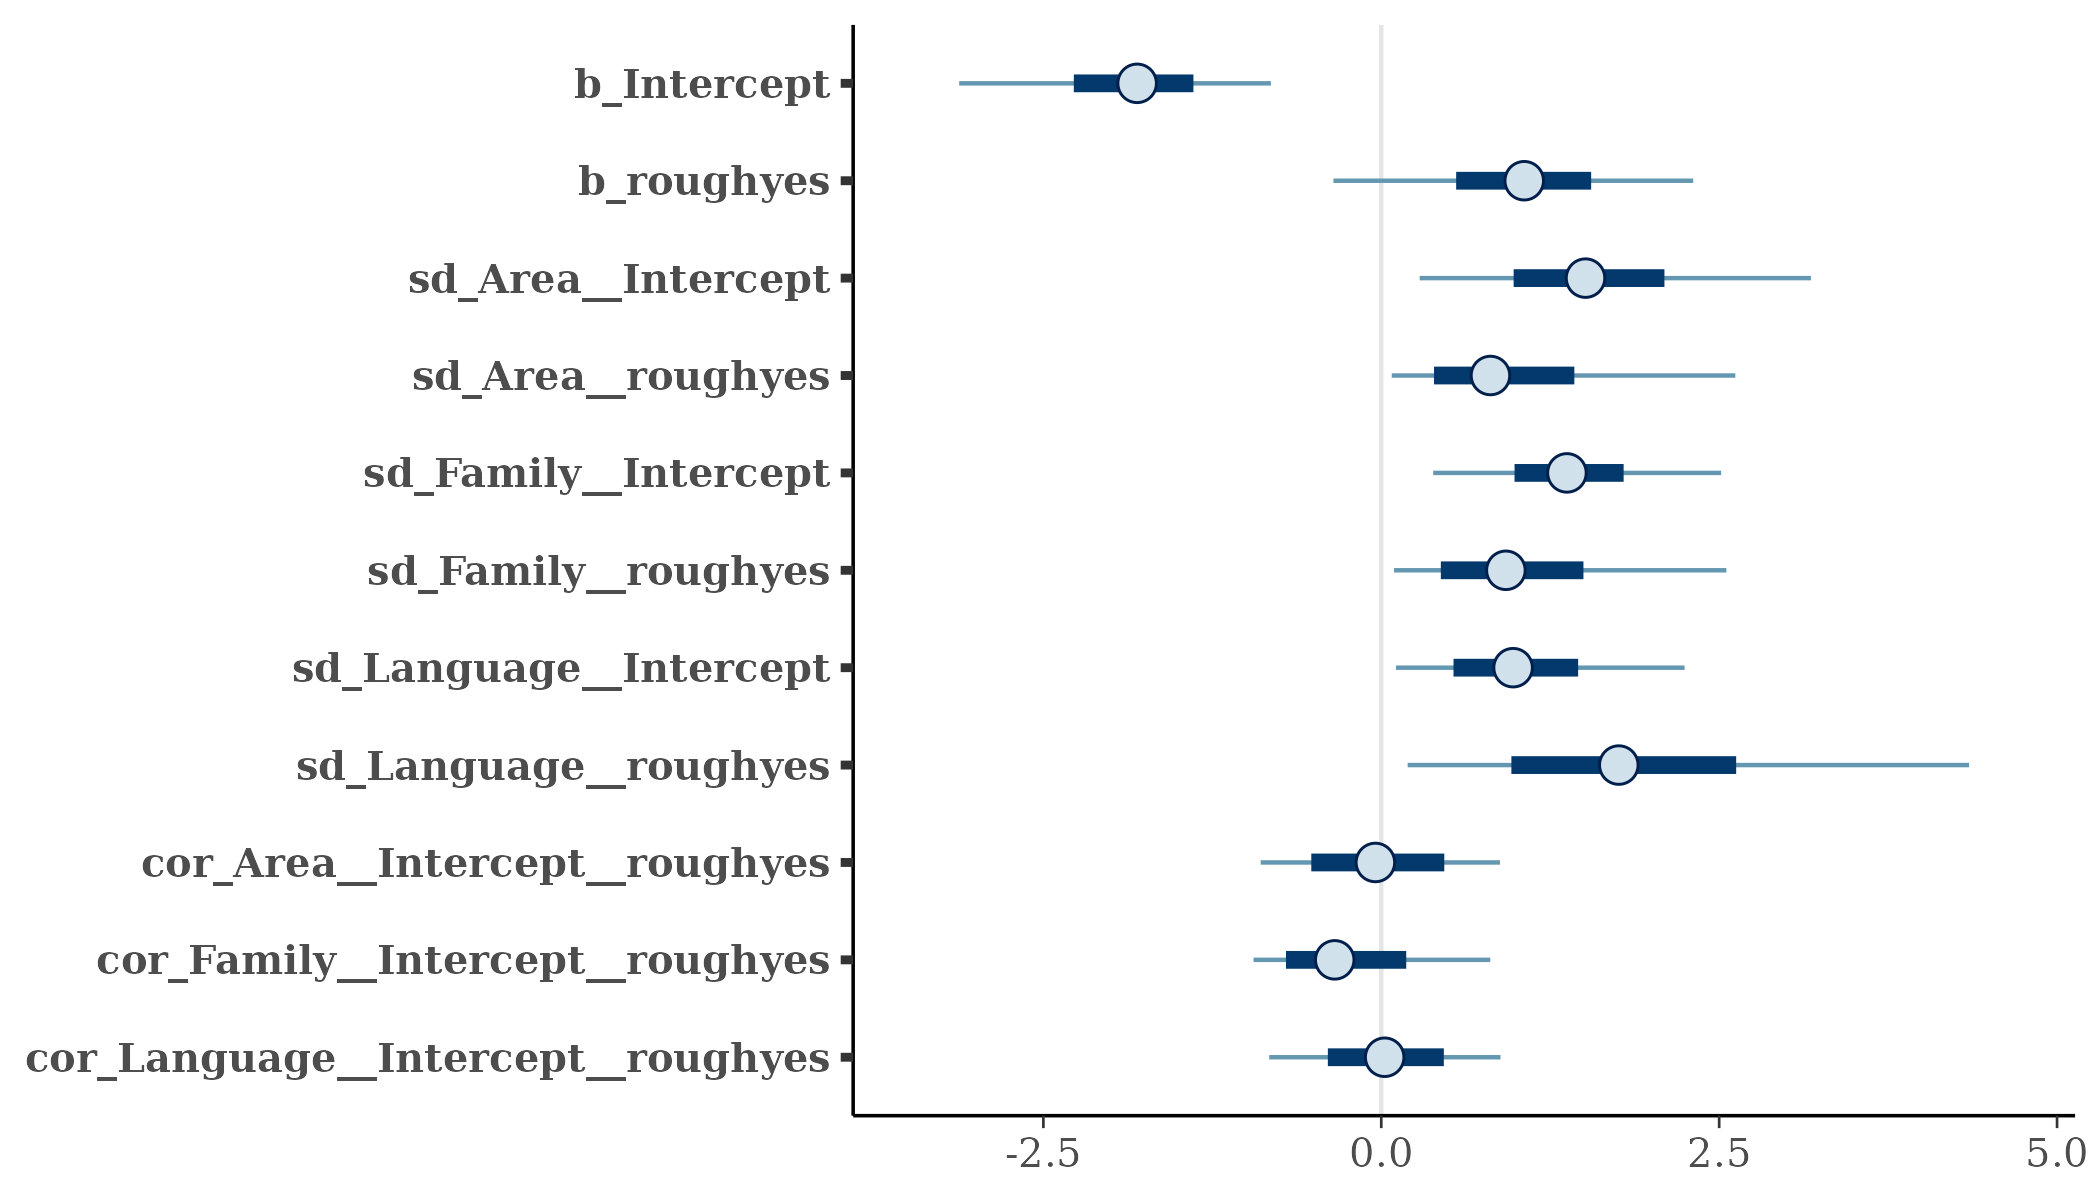 b_Intercept
b_roughyes
sd_Area__Intercept
sd_Area__roughyes
sd_Family__Intercept
sd_Family__roughyes
sd_Language__Intercept
sd_Language__roughyes
cor_Area__Intercept__roughyes
cor_Family__Intercept__roughyes
cor_Language__Intercept__roughyes
-2.5 0.0 2.5 5.0